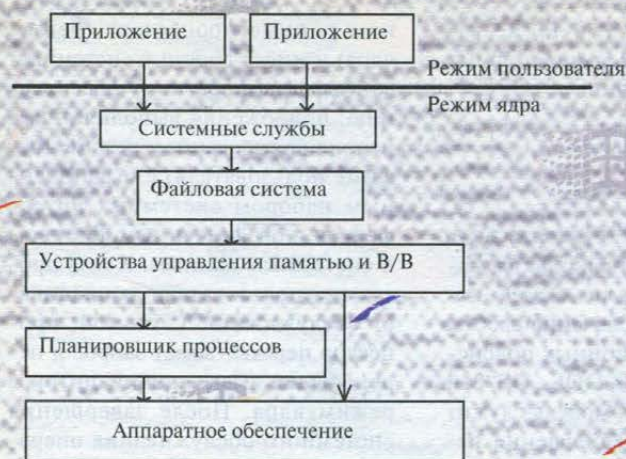 Приложение
Приложение
Режим пользователя
Режим ядра
Системные службы
Файловая система
Устройства управления памятью и В/В
Планировщик процессов
Аппаратное обеспечение